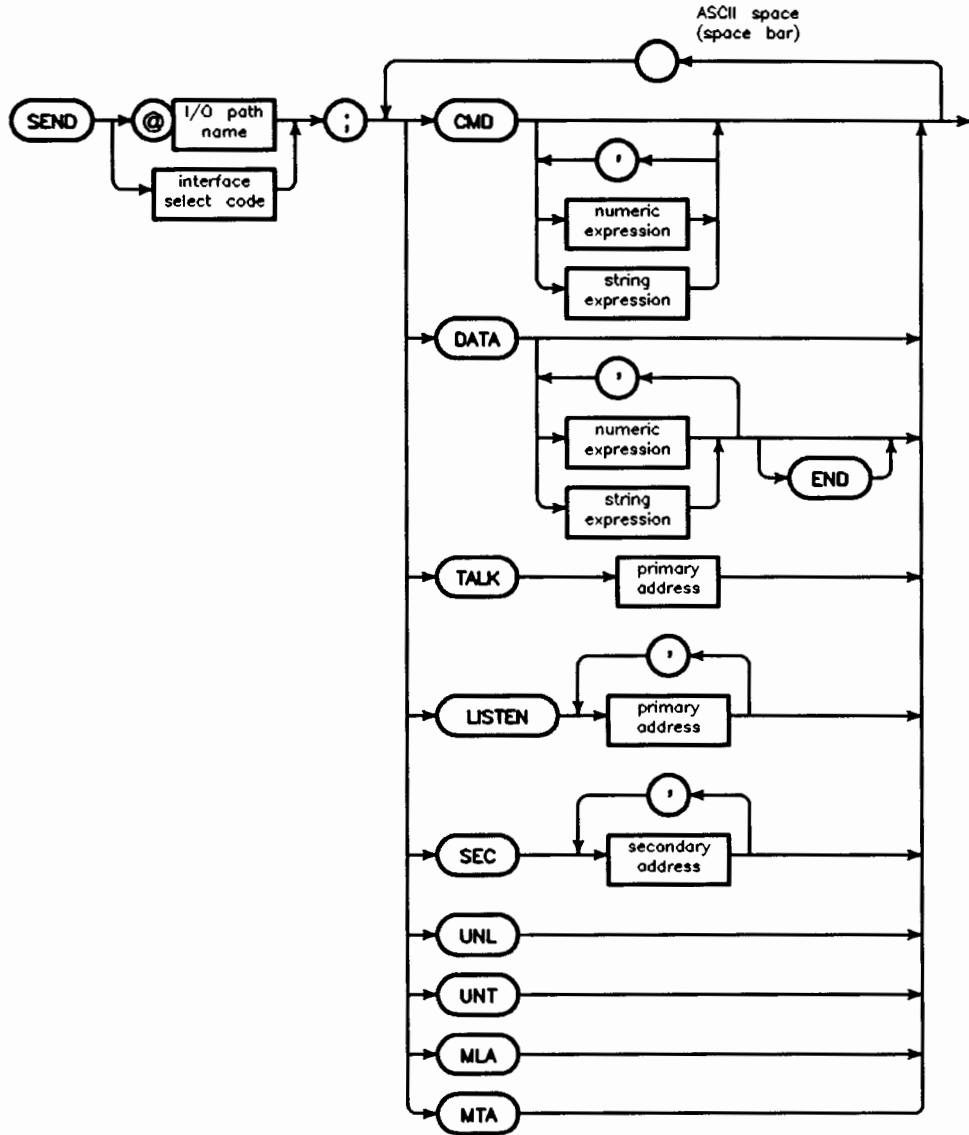 ASCII space
(space bar)
SEND
@
I/O path
name
;
interface
select code
CMD
,
numeric
expression
string
expression
DATA
,
numeric
expression
END
string
expression
TALK
primary
address
,
LISTEN
primary
address
,
SEC
secondary
address
UNL
UNT
MLA
MTA